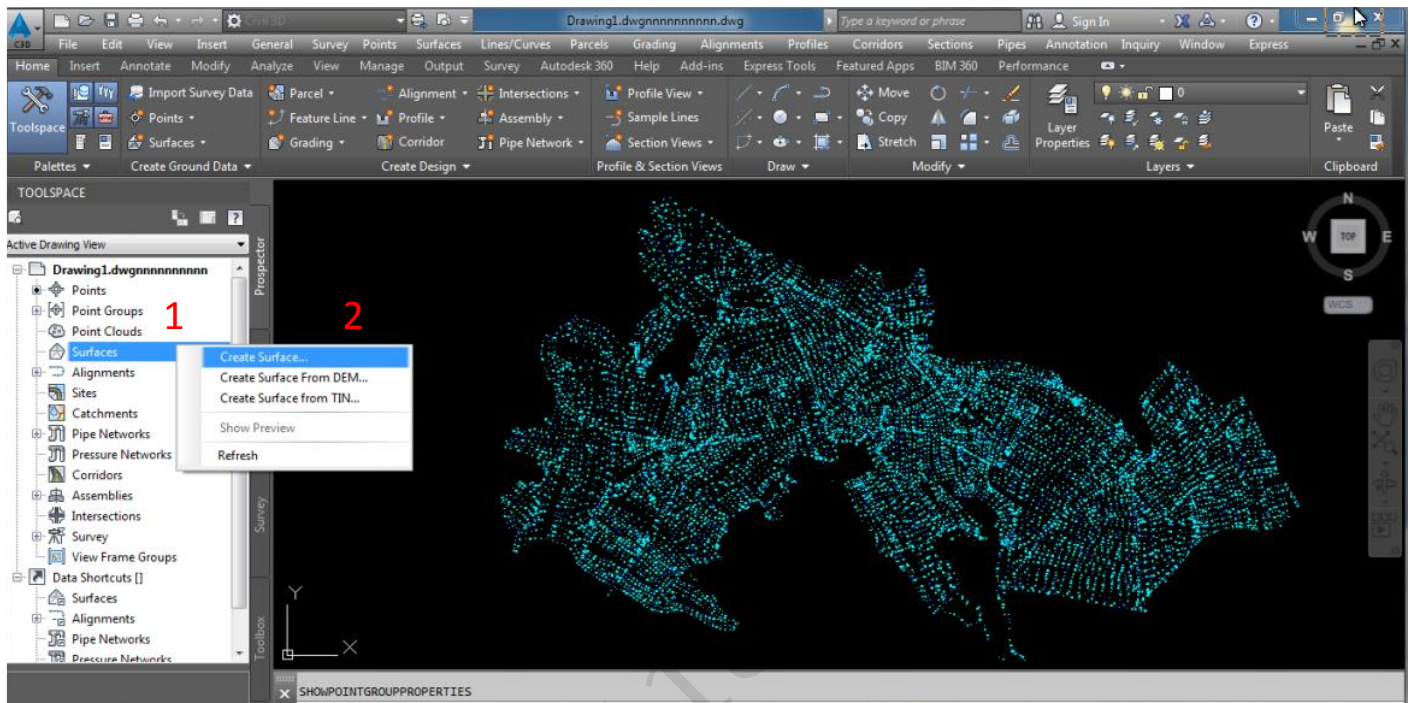 Civil 3D Drawing1.dwgnnnnnnnnnn.dwg Type a keyword or phrase Sign In
C3D File Edit View Insert General Survey Points Surfaces Lines/Curves Parcels Grading Alignments Profiles Corridors Sections Pipes Annotation Inquiry Window Express
Home Insert Annotate Modify Analyze View Manage Output Survey Autodesk 360 Help Add-ins Express Tools Featured Apps BIM 360 Performance
Import Survey Data Parcel Alignment Intersections Profile View Move 0
Points Feature Line Profile Assembly Sample Lines Copy
Toolspace Layer Paste
Surfaces Grading Corridor Pipe Network Section Views Stretch Properties
Palettes Create Ground Data Create Design Profile & Section Views Draw Modify Layers Clipboard
TOOLSPACE
Active Drawing View
Prospector
Survey
Toolbox
Drawing1.dwgnnnnnnnnnn
Points
Point Groups
Point Clouds
Surfaces
Alignments
Sites
Catchments
Pipe Networks
Pressure Networks
Corridors
Assemblies
Intersections
Survey
View Frame Groups
Data Shortcuts []
Surfaces
Alignments
Pipe Networks
Pressure Networks
1
2
Create Surface...
Create Surface From DEM...
Create Surface from TIN...
Show Preview
Refresh
N
W TOP E
S
WCS
Y
X
SHOWPOINTGROUPPROPERTIES